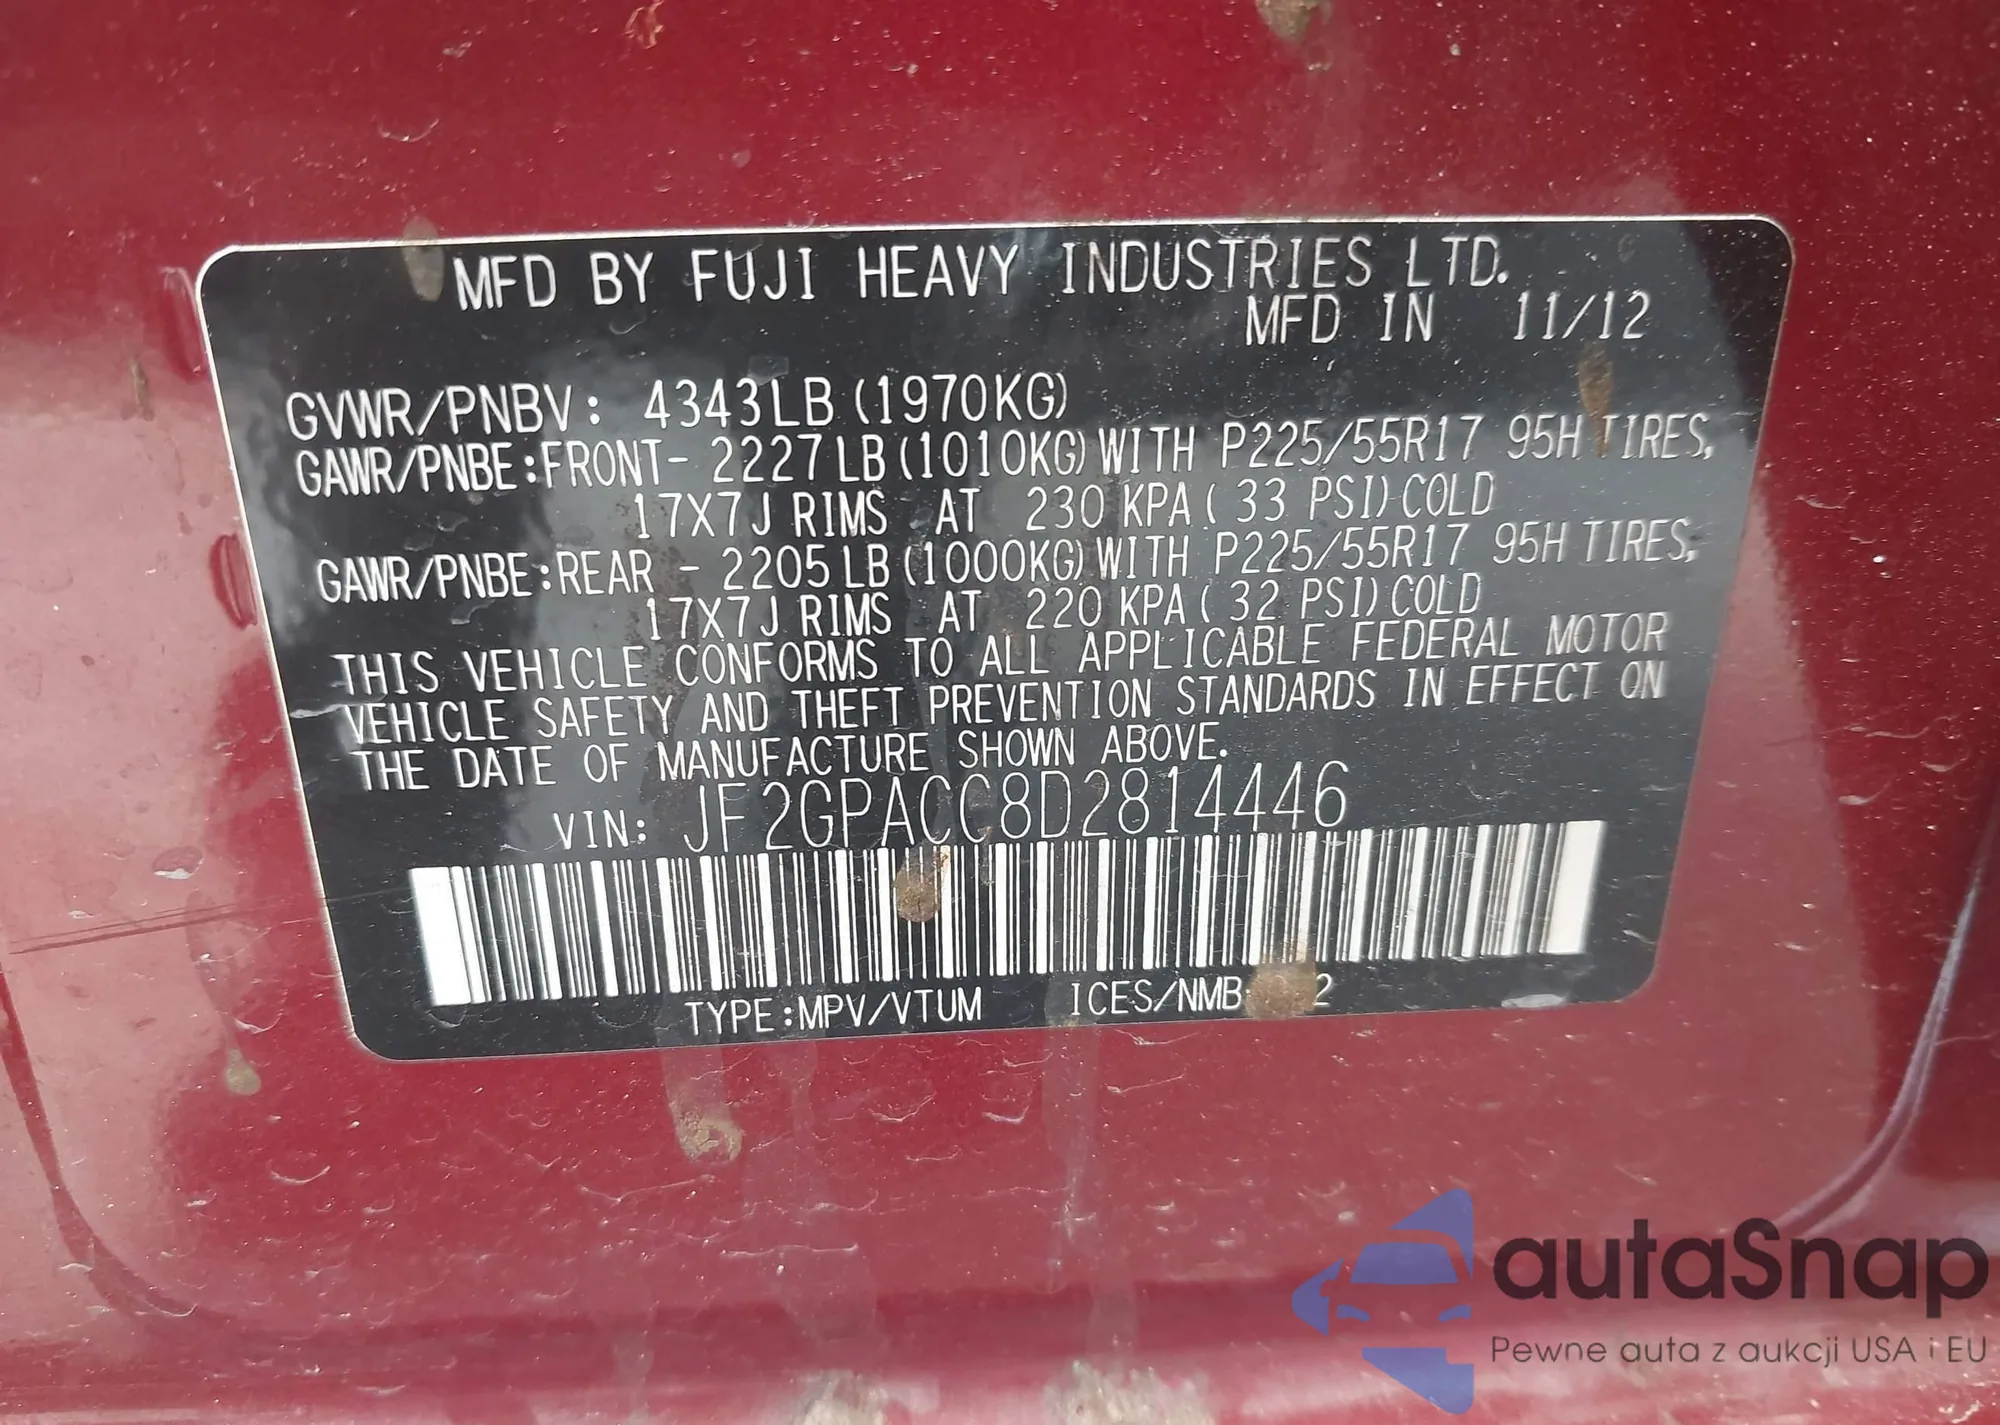 MFD BY FUJI HEAVY INDUSTRIES LTD.
MFD IN 11/12
GVWR/PNBV: 4343LB(1970KG)
GAWR/PNBE:FRONT- 2227LB(1010KG)WITH P225/55R17 95H TIRES,
17X7J RIMS AT 230 KPA( 33 PSI)COLD
GAWR/PNBE:REAR - 2205LB(1000KG)WITH P225/55R17 95H TIRES,
17X7J RIMS AT 220 KPA( 32 PSI)COLD
THIS VEHICLE CONFORMS TO ALL APPLICABLE FEDERAL MOTOR
VEHICLE SAFETY AND THEFT PREVENTION STANDARDS IN EFFECT ON
THE DATE OF MANUFACTURE SHOWN ABOVE.
VIN: JF2GPACC8D2814446
TYPE:MPV/VTUM ICES/NMB
autaSnap
Pewne auta z aukcji USA i EU